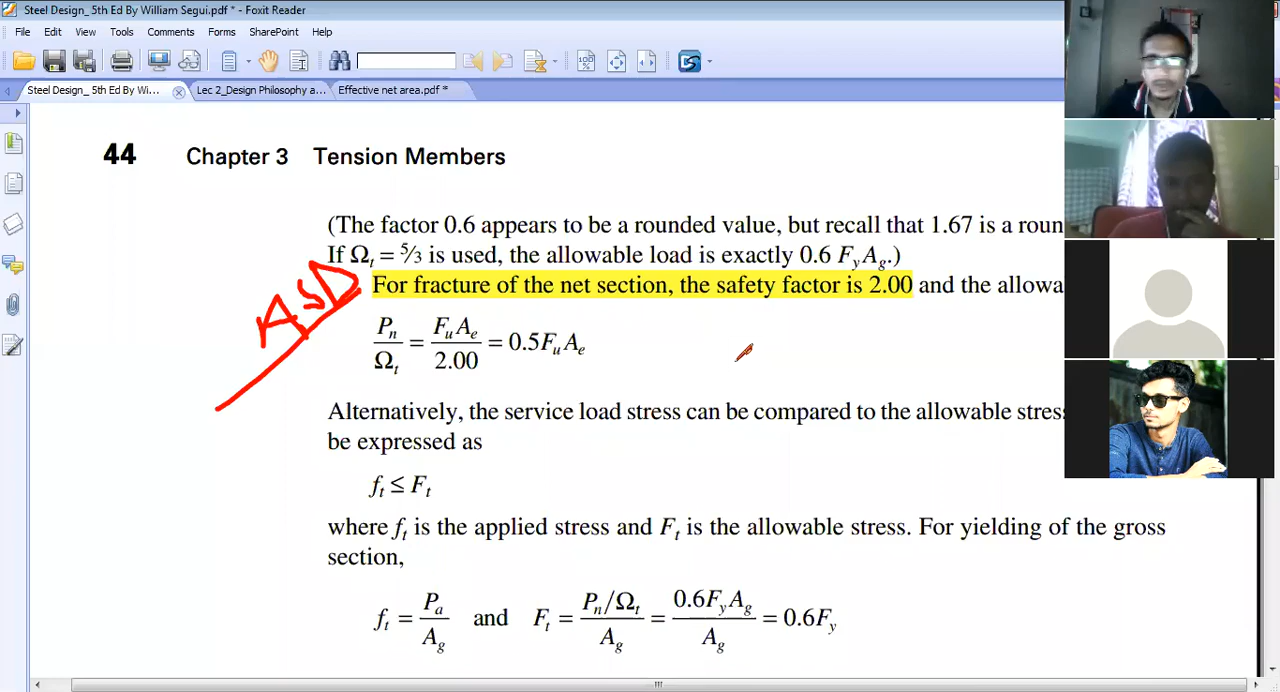 Steel Design_ 5th Ed By William Segui.pdf * - Foxit Reader
File Edit View Tools Comments Forms SharePoint Help
Steel Design_ 5th Ed By Wi... Lec 2_Design Philosophy a... Effective net area.pdf *
44 Chapter 3 Tension Members
(The factor 0.6 appears to be a rounded value, but recall that 1.67 is a roun
If Ωt = 5/3 is used, the allowable load is exactly 0.6 FyAg.)
ASD
For fracture of the net section, the safety factor is 2.00 and the allowa
Pn/Ωt = FuAe/2.00 = 0.5FuAe
Alternatively, the service load stress can be compared to the allowable stress
be expressed as
ft ≤ Ft
where ft is the applied stress and Ft is the allowable stress. For yielding of the gross
section,
ft = Pa/Ag and Ft = Pn/Ωt/Ag = 0.6FyAg/Ag = 0.6Fy